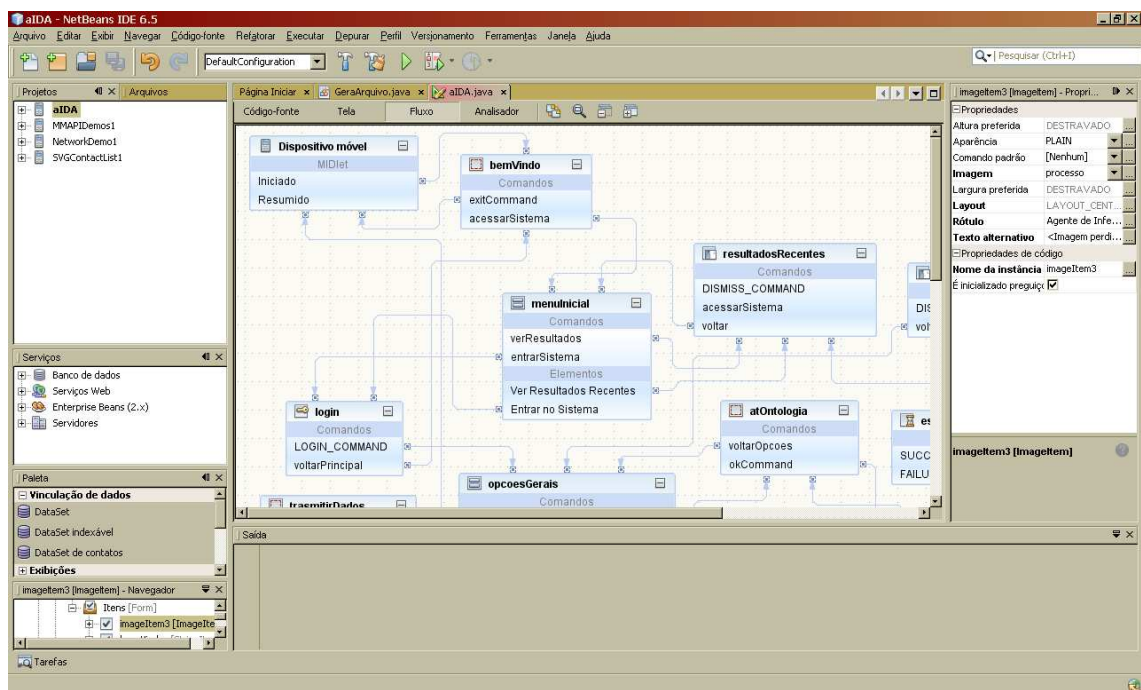 aIDA - NetBeans IDE 6.5
Arquivo Editar Exibir Navegar Código-fonte Refatorar Executar Depurar Perfil Versionamento Ferramentas Janela Ajuda
DefaultConfiguration
Pesquisar (Ctrl+I)
Projetos Arquivos
aIDA
MMAPIDemos1
NetworkDemo1
SVGContactList1
Serviços
Banco de dados
Serviços Web
Enterprise Beans (2.x)
Servidores
Paleta
Vinculação de dados
DataSet
DataSet indexável
DataSet de contatos
Exibições
imageItem3 [ImageItem] - Navegador
Itens [Form]
imageItem3 [ImageIte
Tarefas
Página Iniciar GeraArquivo.java aIDA.java
Código-fonte Tela Fluxo Analisador
Dispositivo móvel
MIDlet
Iniciado
Resumido
bemVindo
Comandos
exitCommand
acessarSistema
resultadosRecentes
Comandos
DISMISS_COMMAND
acessarSistema
voltar
DIS
vol
menuInicial
Comandos
verResultados
entrarSistema
Elementos
Ver Resultados Recentes
Entrar no Sistema
login
Comandos
LOGIN_COMMAND
voltarPrincipal
atOntologia
Comandos
voltarOpcoes
okCommand
es
SUCC
FAILU
opcoesGerais
Comandos
trasmitirDados
Saída
imageItem3 [ImageItem] - Propri...
Propriedades
Altura preferida DESTRAVADO ...
Aparência PLAIN ...
Comando padrão [Nenhum] ...
Imagem processo ...
Largura preferida DESTRAVADO ...
Layout LAYOUT_CENT... ...
Rótulo Agente de Infe... ...
Texto alternativo <Imagem perdi... ...
Propriedades de código
Nome da instância imageItem3 ...
É inicializado preguiç
imageItem3 [ImageItem]